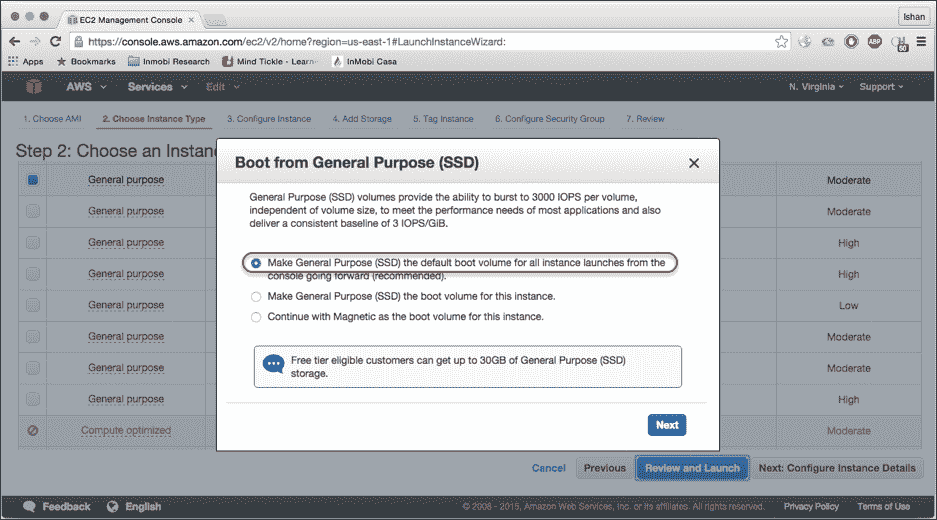 EC2 Management Console
Ishan
https://console.aws.amazon.com/ec2/v2/home?region=us-east-1#LaunchInstanceWizard:
Apps Bookmarks Inmobi Research Mind Tickle - Learn InMobi Casa
AWS Services Edit N. Virginia Support
1. Choose AMI 2. Choose Instance Type 3. Configure Instance 4. Add Storage 5. Tag Instance 6. Configure Security Group 7. Review
Step 2: Choose an Instan
Boot from General Purpose (SSD)
General Purpose (SSD) volumes provide the ability to burst to 3000 IOPS per volume,
independent of volume size, to meet the performance needs of most applications and also
deliver a consistent baseline of 3 IOPS/GiB.
Make General Purpose (SSD) the default boot volume for all instance launches from the
console going forward (recommended).
Make General Purpose (SSD) the boot volume for this instance.
Continue with Magnetic as the boot volume for this instance.
Free tier eligible customers can get up to 30GB of General Purpose (SSD)
storage.
Next
General purpose Moderate
General purpose Moderate
General purpose High
General purpose High
General purpose Low
General purpose Moderate
General purpose Moderate
General purpose High
Compute optimized Moderate
Cancel Previous Review and Launch Next: Configure Instance Details
Feedback English © 2008 - 2015, Amazon Web Services, Inc. or its affiliates. All rights reserved. Privacy Policy Terms of Use